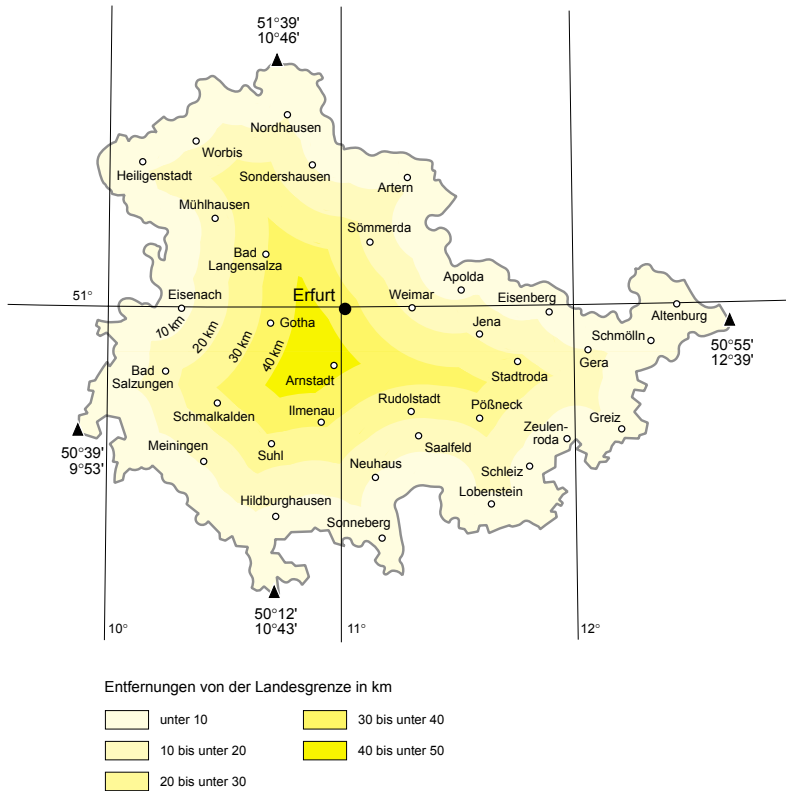 51°39'
10°46'
Nordhausen
Worbis
Heiligenstadt
Sondershausen
Artern
Mühlhausen
Sömmerda
Bad
Langensalza
Apolda
51°
Eisenach
Erfurt
Weimar
Eisenberg
Altenburg
10 km
20 km
30 km
40 km
Gotha
Jena
Schmölln
50°55'
12°39'
Gera
Bad
Salzungen
Arnstadt
Stadtroda
Schmalkalden
Ilmenau
Rudolstadt
Pößneck
Greiz
Zeulen-
roda
50°39'
9°53'
Meiningen
Suhl
Saalfeld
Neuhaus
Schleiz
Lobenstein
Hildburghausen
Sonneberg
50°12'
10°43'
10°
11°
12°
Entfernungen von der Landesgrenze in km
unter 10
10 bis unter 20
20 bis unter 30
30 bis unter 40
40 bis unter 50